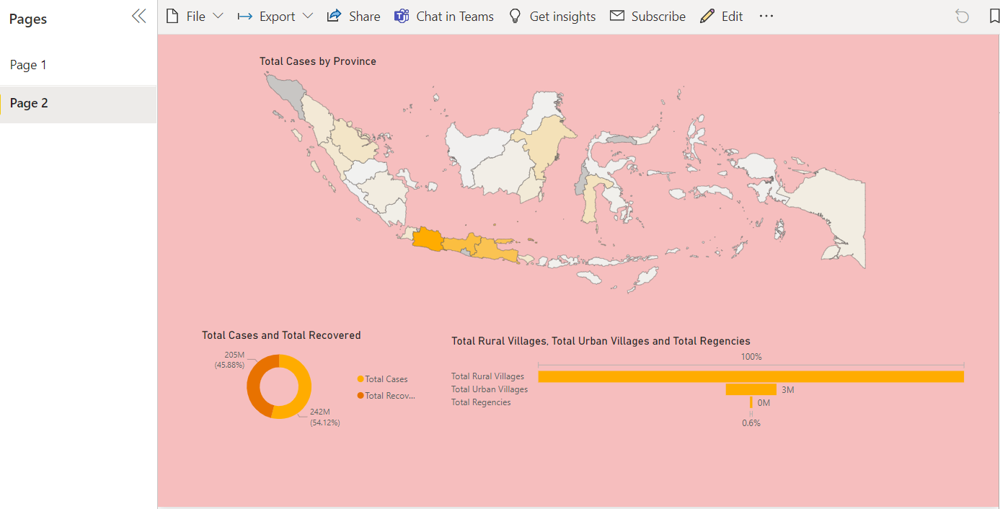 Pages
File
Export
Share
Chat in Teams
Get insights
Subscribe
Edit
Page 1
Page 2
Total Cases by Province
Total Cases and Total Recovered
205M
(45.88%)
Total Cases
Total Recov...
242M
(54.12%)
Total Rural Villages, Total Urban Villages and Total Regencies
100%
Total Rural Villages
Total Urban Villages
3M
Total Regencies
0M
0.6%